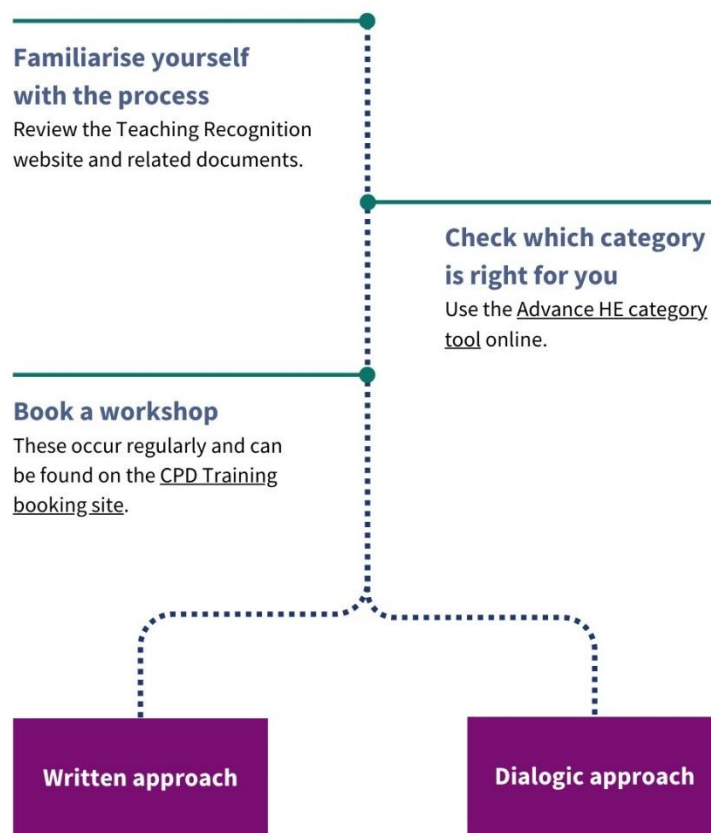 Familiarise yourself
with the process
Review the Teaching Recognition
website and related documents.
Check which category
is right for you
Use the Advance HE category
tool online.
Book a workshop
These occur regularly and can
be found on the CPD Training
booking site.
Written approach
Dialogic approach